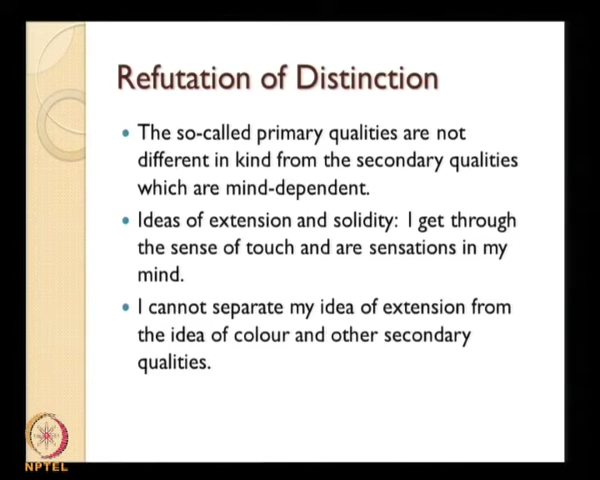 Refutation of Distinction
• The so-called primary qualities are not
different in kind from the secondary qualities
which are mind-dependent.
• Ideas of extension and solidity: I get through
the sense of touch and are sensations in my
mind.
• I cannot separate my idea of extension from
the idea of colour and other secondary
qualities.
NPTEL